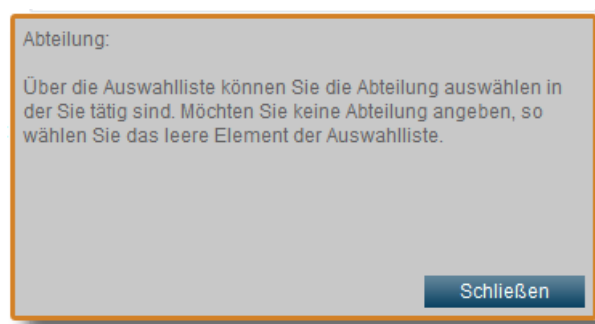 Abteilung:
Über die Auswahlliste können Sie die Abteilung auswählen in
der Sie tätig sind. Möchten Sie keine Abteilung angeben, so
wählen Sie das leere Element der Auswahlliste.
Schließen